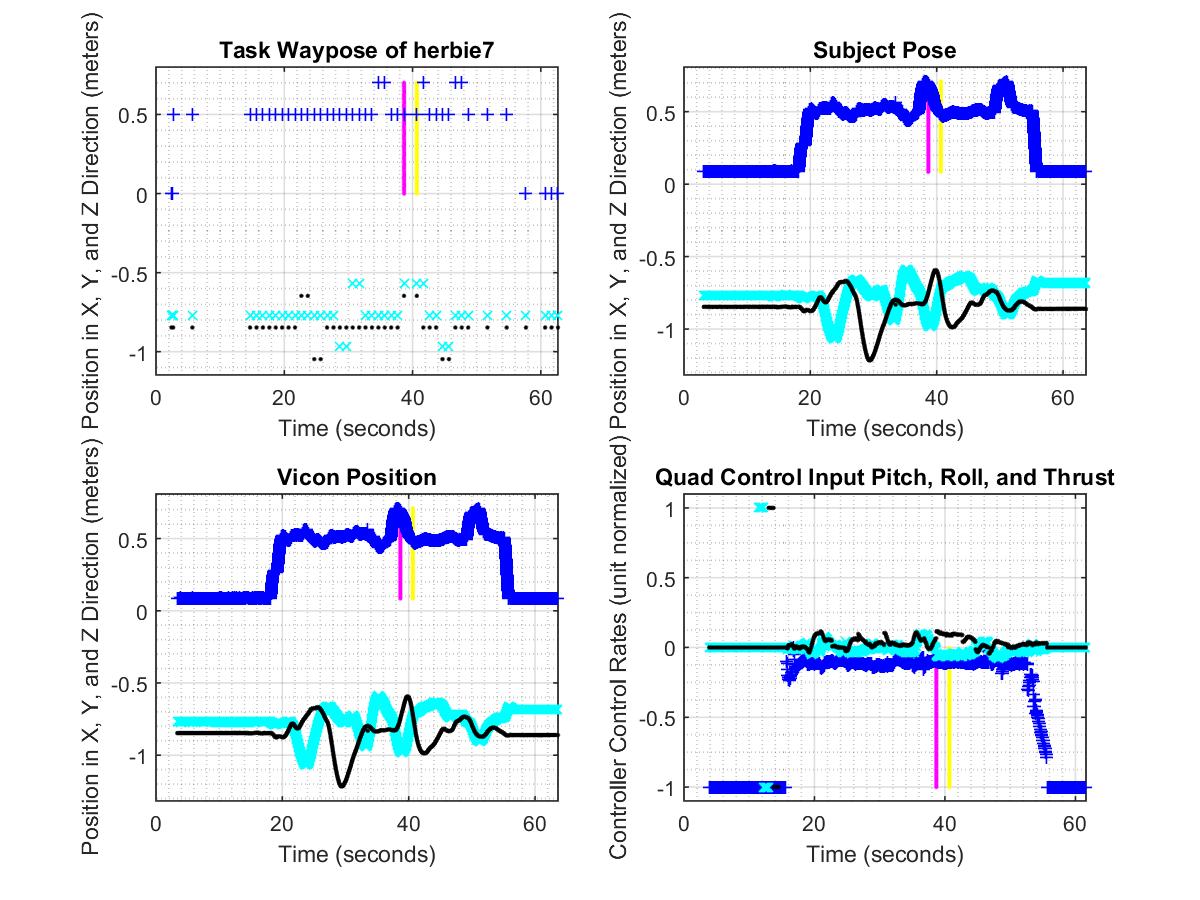 Task Waypose of herbie7
Position in X, Y, and Z Direction (meters)
0.5
0
-0.5
-1
0 20 40 60
Time (seconds)
Subject Pose
Position in X, Y, and Z Direction (meters)
0.5
0
-0.5
-1
0 20 40 60
Time (seconds)
Vicon Position
Position in X, Y, and Z Direction (meters)
0.5
0
-0.5
-1
0 20 40 60
Time (seconds)
Quad Control Input Pitch, Roll, and Thrust
Controller Control Rates (unit normalized)
1
0.5
0
-0.5
-1
0 20 40 60
Time (seconds)